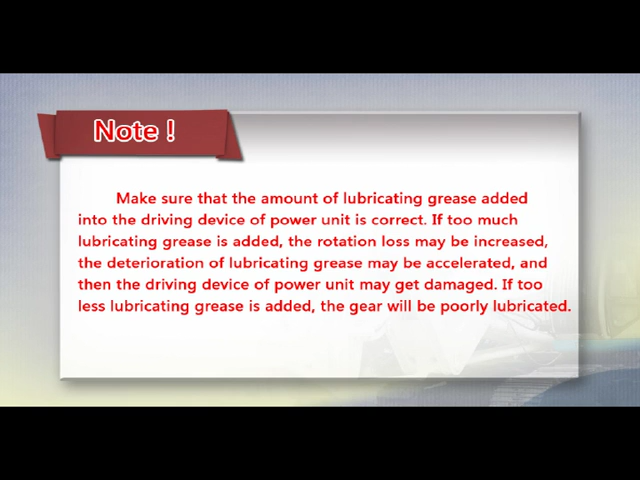 Note !
Make sure that the amount of lubricating grease added
into the driving device of power unit is correct. If too much
lubricating grease is added, the rotation loss may be increased,
the deterioration of lubricating grease may be accelerated, and
then the driving device of power unit may get damaged. If too
less lubricating grease is added, the gear will be poorly lubricated.